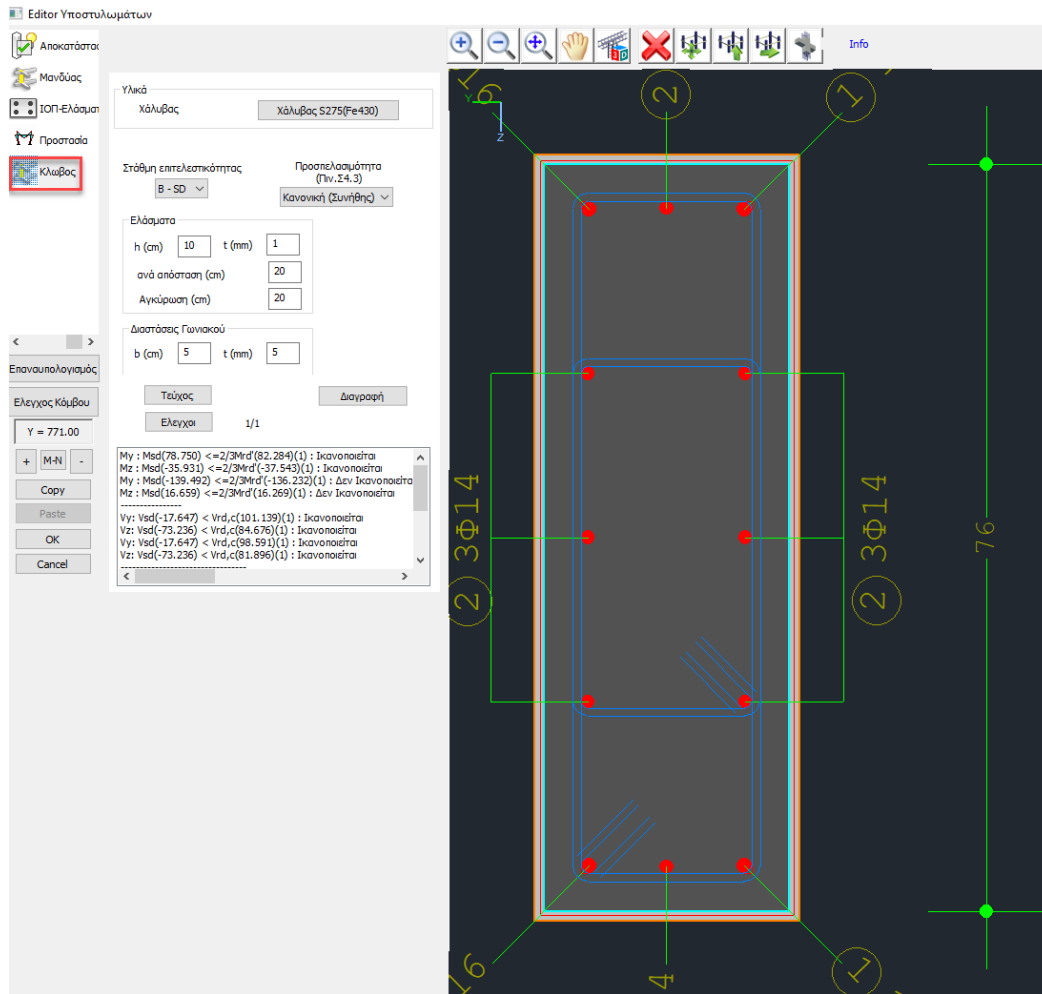 Editor Υποστυλωμάτων
Αποκατάστασ
Μανδύας
ΙΟΠ-Ελάσματ
Προστασία
Κλωβος
Info
Υλικά
Χάλυβας
Χάλυβας S275(Fe430)
Στάθμη επιτελεστικότητας
Προσπελασιμότητα
(Πιν.Σ4.3)
B - SD
Κανονική (Συνήθης)
Ελάσματα
h (cm) 10 t (mm) 1
ανά απόσταση (cm) 20
Αγκύρωση (cm) 20
Διαστάσεις Γωνιακού
b (cm) 5 t (mm) 5
Τεύχος
Διαγραφή
Ελεγχοι 1/1
My : Msd(78.750) <=2/3Mrd'(82.284)(1) : Ικανοποιείται
Mz : Msd(-35.931) <=2/3Mrd'(-37.543)(1) : Ικανοποιείται
My : Msd(-139.492) <=2/3Mrd'(-136.232)(1) : Δεν Ικανοποιείτα
Mz : Msd(16.659) <=2/3Mrd'(16.269)(1) : Δεν Ικανοποιείται
----------------
Vy: Vsd(-17.647) < Vrd,c(101.139)(1) : Ικανοποιείται
Vz: Vsd(-73.236) < Vrd,c(84.676)(1) : Ικανοποιείται
Vy: Vsd(-17.647) < Vrd,c(98.591)(1) : Ικανοποιείται
Vz: Vsd(-73.236) < Vrd,c(81.896)(1) : Ικανοποιείται
--------------------------------
Επαναυπολογισμός
Ελεγχος Κόμβου
Y = 771.00
+ M-N -
Copy
Paste
OK
Cancel
Y
Z
16
2
1
2 3Φ14
2 3Φ14
76
16
4
1